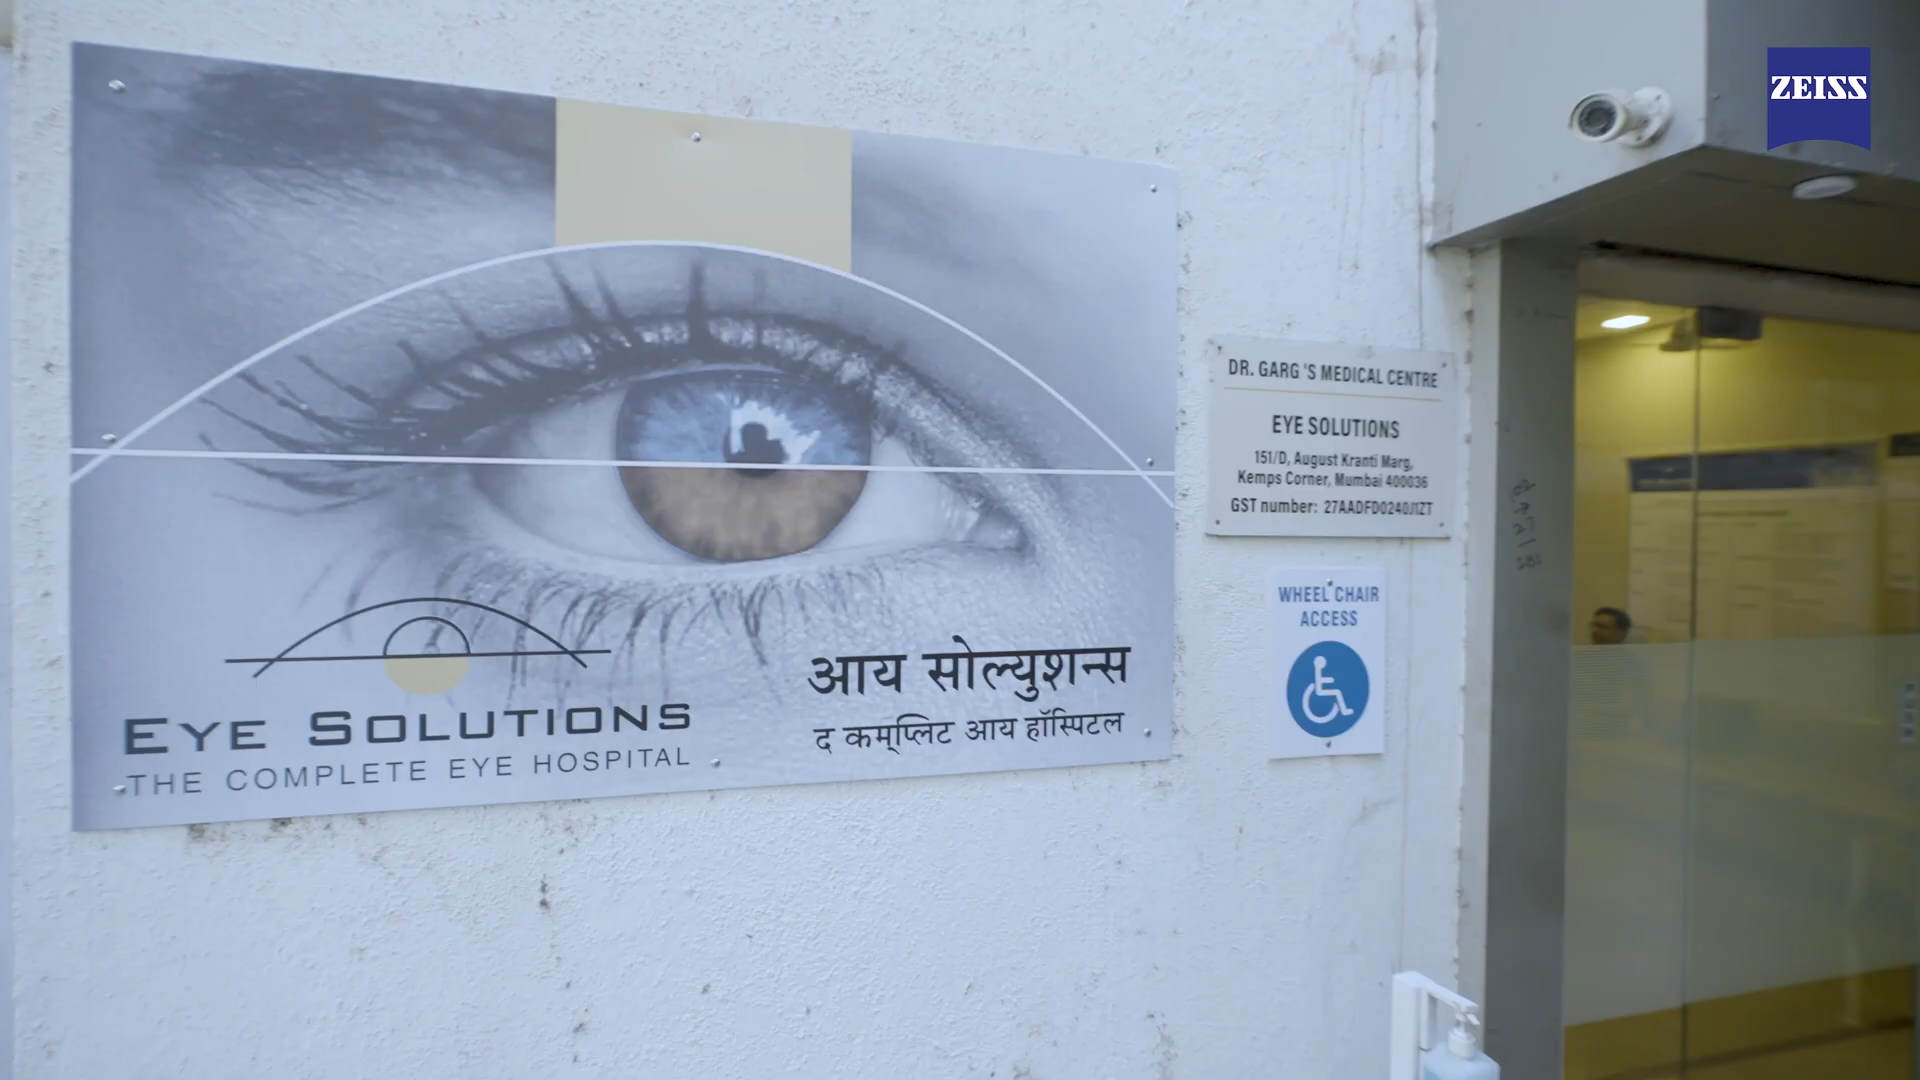 ZEISS
EYE SOLUTIONS
THE COMPLETE EYE HOSPITAL
आय सोल्युशन्स
द कम्प्लिट आय हॉस्पिटल
DR. GARG 'S MEDICAL CENTRE
EYE SOLUTIONS
151/D, August Kranti Marg,
Kemps Corner, Mumbai 400036
GST number: 27AADFD0240J1ZT
WHEEL CHAIR
ACCESS